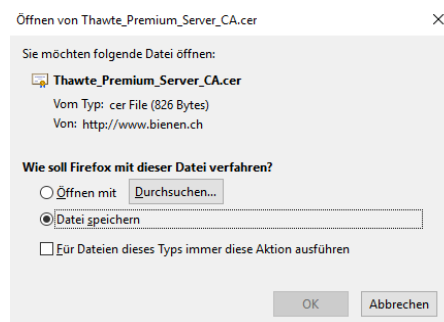 Öffnen von Thawte_Premium_Server_CA.cer
Sie möchten folgende Datei öffnen:
Thawte_Premium_Server_CA.cer
Vom Typ: cer File (826 Bytes)
Von: http://www.bienen.ch
Wie soll Firefox mit dieser Datei verfahren?
Öffnen mit Durchsuchen...
Datei speichern
Für Dateien dieses Typs immer diese Aktion ausführen
OK Abbrechen